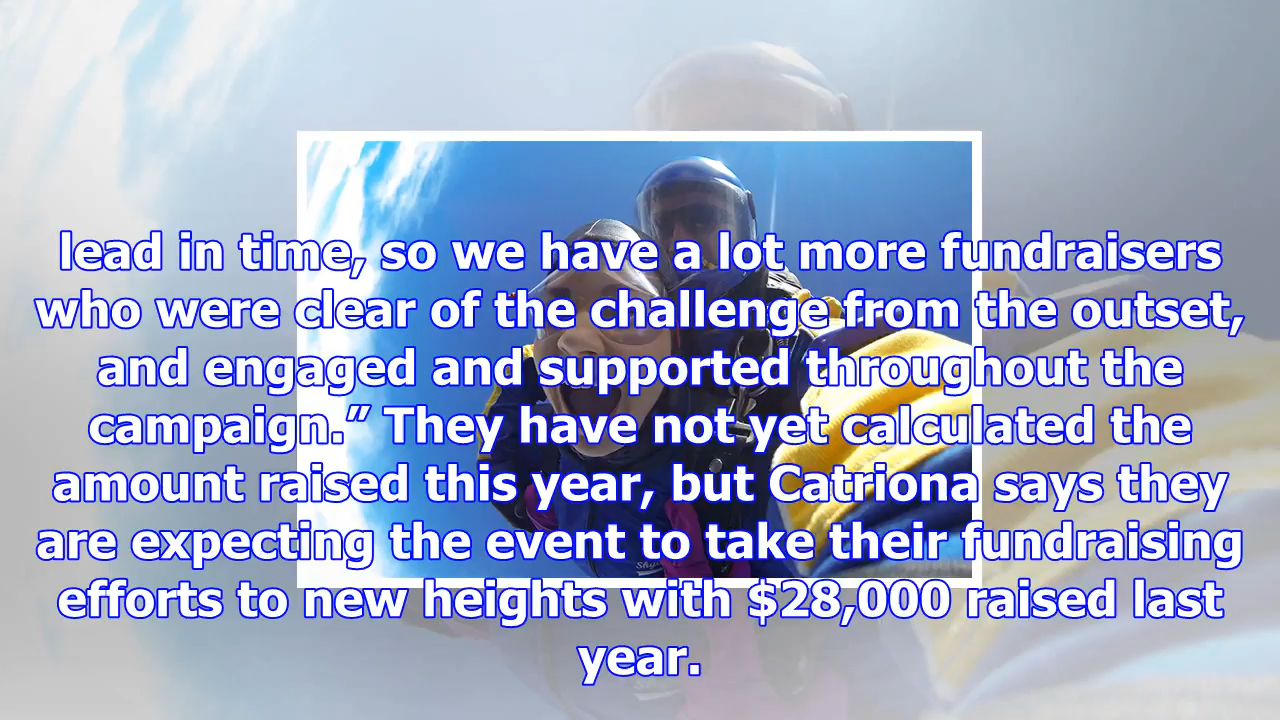 lead in time, so we have a lot more fundraisers
who were clear of the challenge from the outset,
and engaged and supported throughout the
campaign.” They have not yet calculated the
amount raised this year, but Catriona says they
are expecting the event to take their fundraising
efforts to new heights with $28,000 raised last
year.